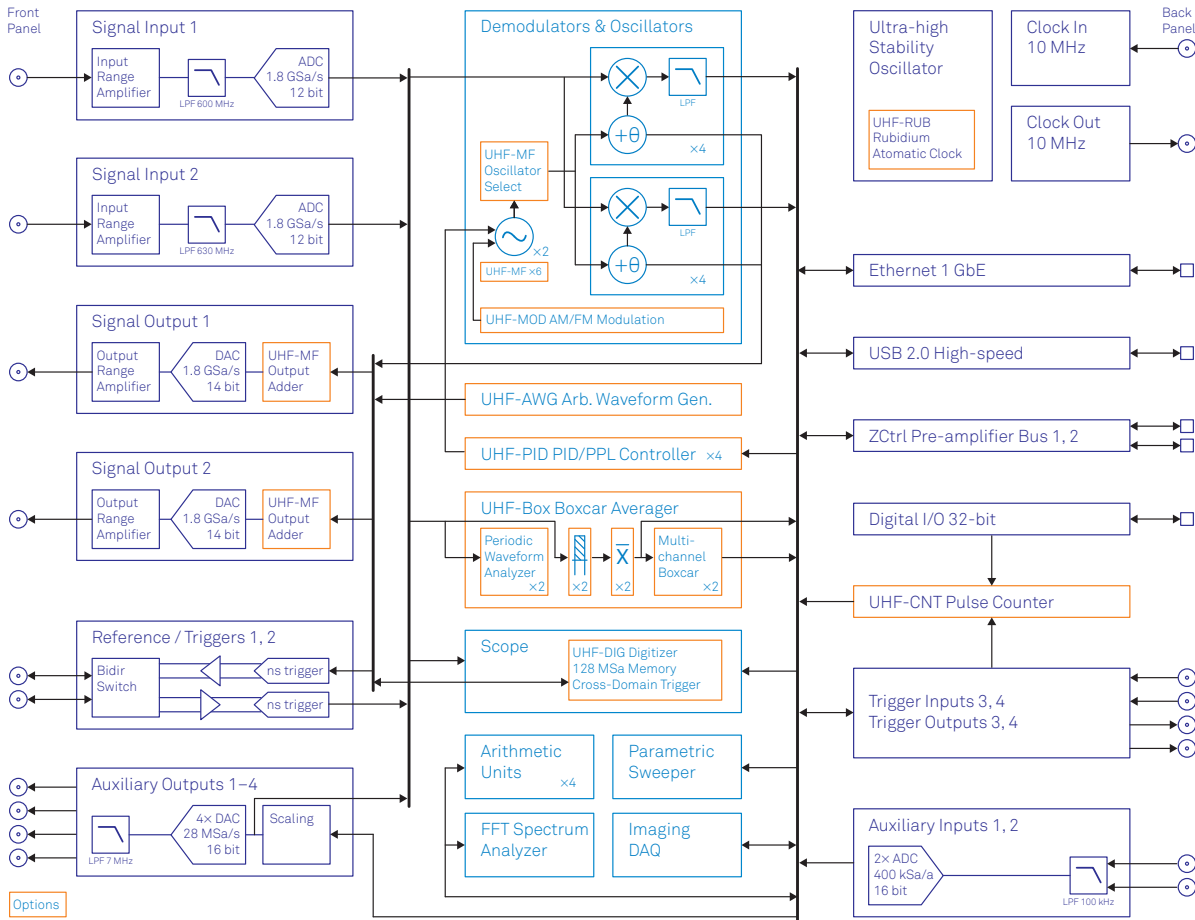 Front
Panel
Signal Input 1
Input
Range
Amplifier
LPF 600 MHz
ADC
1.8 GSa/s
12 bit
Signal Input 2
Input
Range
Amplifier
LPF 630 MHz
ADC
1.8 GSa/s
12 bit
Signal Output 1
Output
Range
Amplifier
DAC
1.8 GSa/s
14 bit
UHF-MF
Output
Adder
Signal Output 2
Output
Range
Amplifier
DAC
1.8 GSa/s
14 bit
UHF-MF
Output
Adder
Reference / Triggers 1, 2
Bidir
Switch
ns trigger
ns trigger
Auxiliary Outputs 1–4
LPF 7 MHz
4× DAC
28 MSa/s
16 bit
Scaling
Options
Demodulators & Oscillators
LPF
+θ
×4
UHF-MF
Oscillator
Select
×2
UHF-MF ×6
LPF
+θ
×4
UHF-MOD AM/FM Modulation
UHF-AWG Arb. Waveform Gen.
UHF-PID PID/PPL Controller ×4
UHF-Box Boxcar Averager
Periodic
Waveform
Analyzer
×2
×2
X
×2
Multi-
channel
Boxcar
×2
Scope
UHF-DIG Digitizer
128 MSa Memory
Cross-Domain Trigger
Arithmetic
Units
×4
Parametric
Sweeper
FFT Spectrum
Analyzer
Imaging
DAQ
Ultra-high
Stability
Oscillator
UHF-RUB
Rubidium
Atomatic Clock
Clock In
10 MHz
Back
Panel
Clock Out
10 MHz
Ethernet 1 GbE
USB 2.0 High-speed
ZCtrl Pre-amplifier Bus 1, 2
Digital I/O 32-bit
UHF-CNT Pulse Counter
Trigger Inputs 3, 4
Trigger Outputs 3, 4
Auxiliary Inputs 1, 2
2× ADC
400 kSa/a
16 bit
LPF 100 kHz